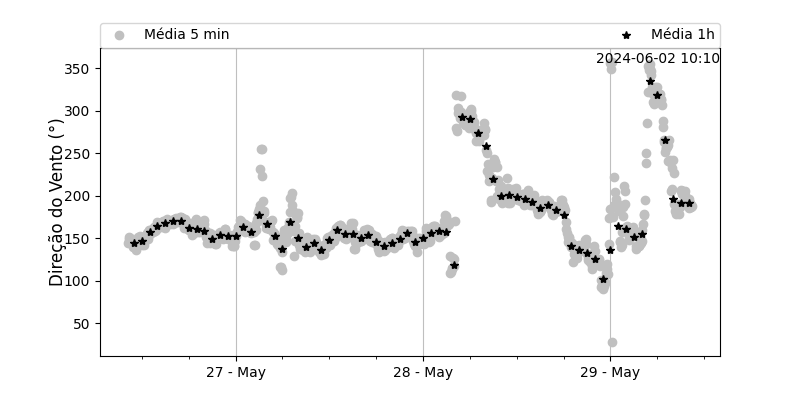 Média 5 min
Média 1h
2024-06-02 10:10
Direção do Vento (°)
350
300
250
200
150
100
50
27 - May
28 - May
29 - May